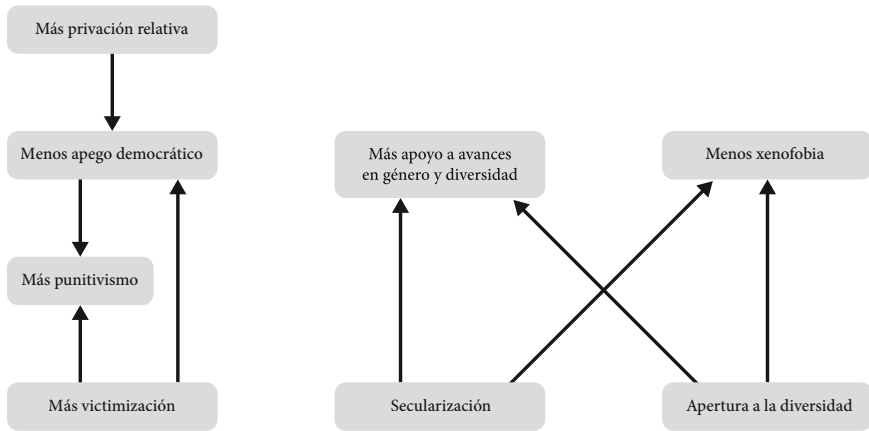 Más privación relativa
Menos apego democrático
Más punitivismo
Más victimización
Más apoyo a avances
en género y diversidad
Menos xenofobia
Secularización
Apertura a la diversidad